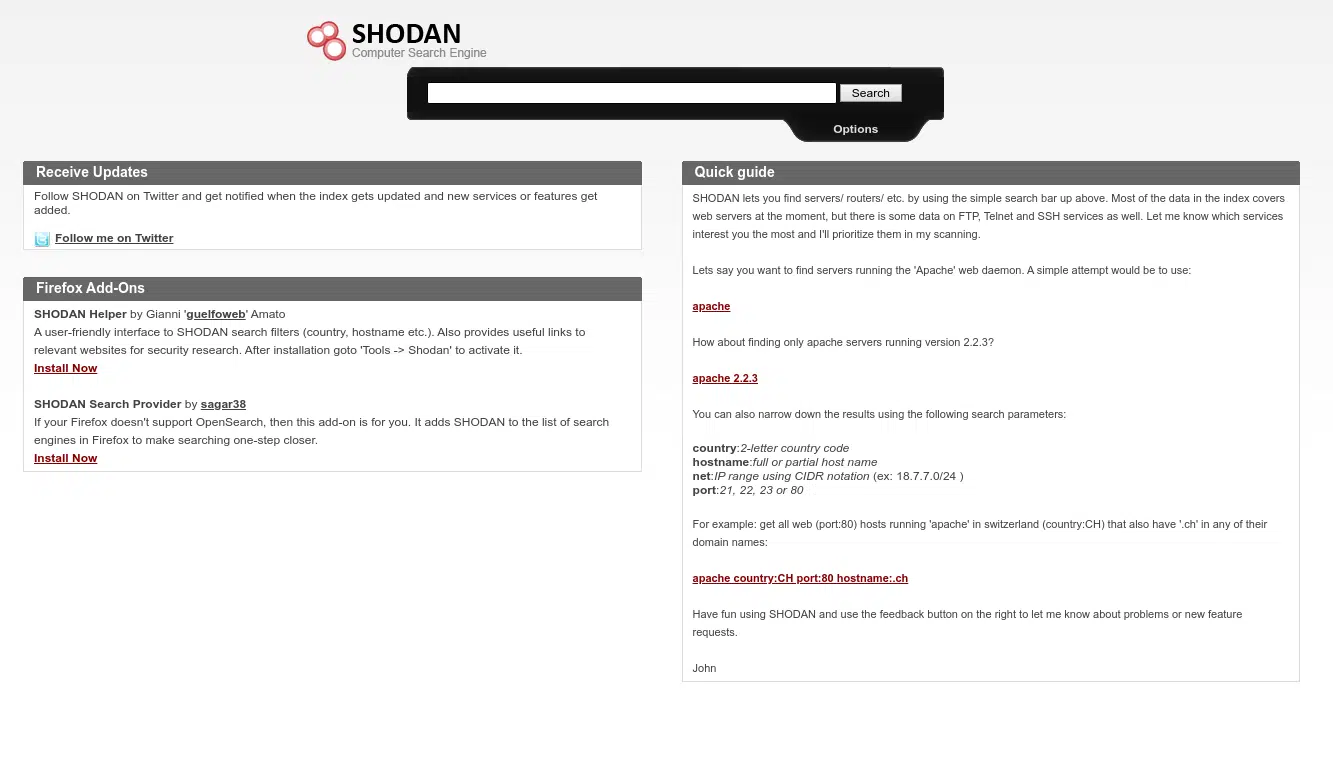 SHODAN
Computer Search Engine
Search
Options
Receive Updates
Follow SHODAN on Twitter and get notified when the index gets updated and new services or features get
added.
Follow me on Twitter
Firefox Add-Ons
SHODAN Helper by Gianni 'guelfoweb' Amato
A user-friendly interface to SHODAN search filters (country, hostname etc.). Also provides useful links to
relevant websites for security research. After installation goto 'Tools -> Shodan' to activate it.
Install Now
SHODAN Search Provider by sagar38
If your Firefox doesn't support OpenSearch, then this add-on is for you. It adds SHODAN to the list of search
engines in Firefox to make searching one-step closer.
Install Now
Quick guide
SHODAN lets you find servers/ routers/ etc. by using the simple search bar up above. Most of the data in the index covers
web servers at the moment, but there is some data on FTP, Telnet and SSH services as well. Let me know which services
interest you the most and I'll prioritize them in my scanning.
Lets say you want to find servers running the 'Apache' web daemon. A simple attempt would be to use:
apache
How about finding only apache servers running version 2.2.3?
apache 2.2.3
You can also narrow down the results using the following search parameters:
country:2-letter country code
hostname:full or partial host name
net:IP range using CIDR notation (ex: 18.7.7.0/24 )
port:21, 22, 23 or 80
For example: get all web (port:80) hosts running 'apache' in switzerland (country:CH) that also have '.ch' in any of their
domain names:
apache country:CH port:80 hostname:.ch
Have fun using SHODAN and use the feedback button on the right to let me know about problems or new feature
requests.
John